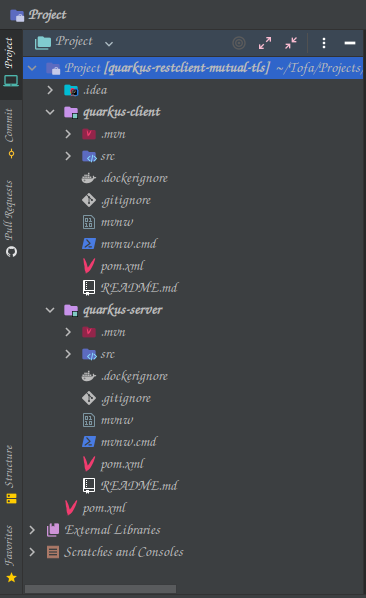 Project
Project
Project [quarkus-restclient-mutual-tls] ~/Tofa/Projects/
.idea
quarkus-client
.mvn
src
.dockerignore
.gitignore
mvnw
mvnw.cmd
pom.xml
README.md
quarkus-server
.mvn
src
.dockerignore
.gitignore
mvnw
mvnw.cmd
pom.xml
README.md
pom.xml
External Libraries
Scratches and Consoles
Project
Commit
Pull Requests
Structure
Favorites